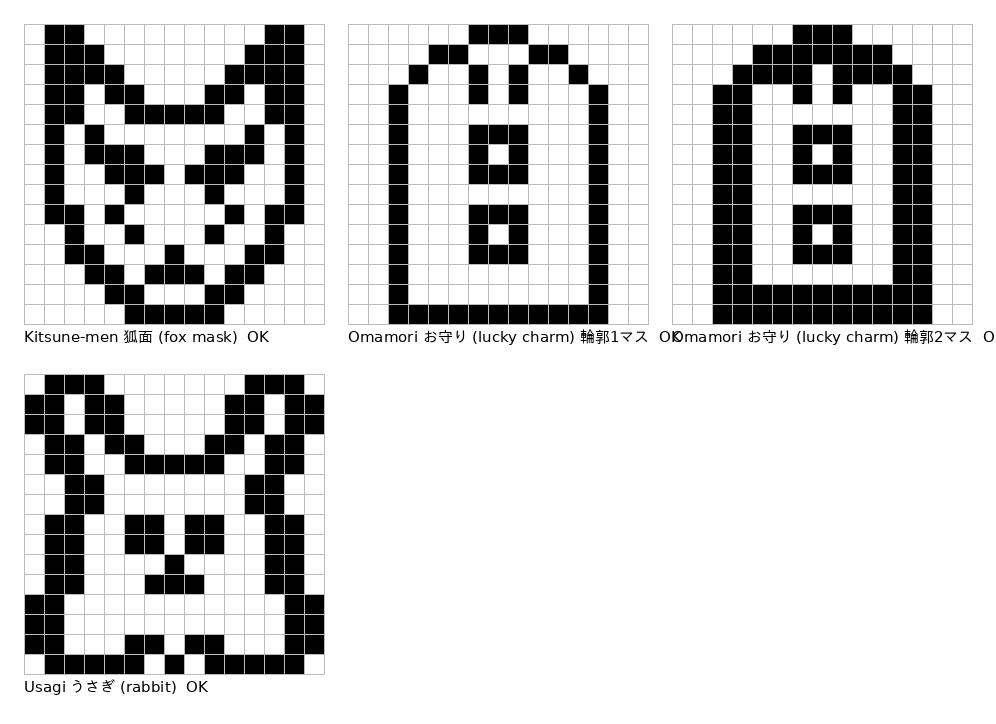 Kitsune-men 狐面 (fox mask)  OK
Omamori お守り (lucky charm) 輪郭1マス  OK
Omamori お守り (lucky charm) 輪郭2マス  O
Usagi うさぎ (rabbit)  OK